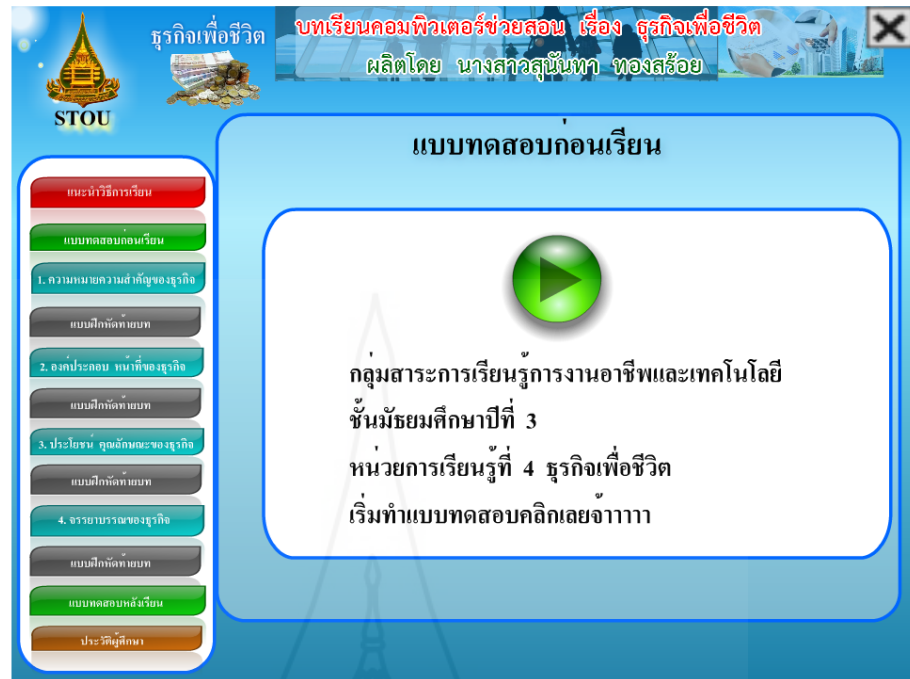 ธุรกิจเพื่อชีวิต
บทเรียนคอมพิวเตอร์ช่วยสอน เรื่อง ธุรกิจเพื่อชีวิต
ผลิตโดย นางสาวสุนันทา ทองสร้อย
STOU
แบบทดสอบก่อนเรียน
แนะนำวิธีการเรียน
แบบทดสอบก่อนเรียน
1. ความหมายความสำคัญของธุรกิจ
แบบฝึกหัดท้ายบท
2. องค์ประกอบ หน้าที่ของธุรกิจ
แบบฝึกหัดท้ายบท
3. ประโยชน์ คุณลักษณะของธุรกิจ
แบบฝึกหัดท้ายบท
4. จรรยาบรรณของธุรกิจ
แบบฝึกหัดท้ายบท
แบบทดสอบหลังเรียน
ประวัติผู้ศึกษา
กลุ่มสาระการเรียนรู้การงานอาชีพและเทคโนโลยี
ชั้นมัธยมศึกษาปีที่ 3
หน่วยการเรียนรู้ที่ 4 ธุรกิจเพื่อชีวิต
เริ่มทำแบบทดสอบคลิกเลยจ้าาาาา